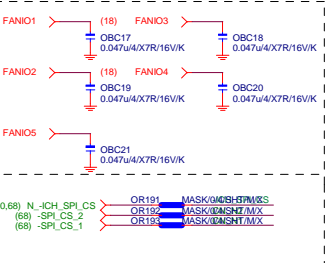 FANIO1 (18) FANIO3
OBC17 OBC18
0.047u/4/X7R/16V/K 0.047u/4/X7R/16V/K
FANIO2 (18) FANIO4
OBC19 OBC20
0.047u/4/X7R/16V/K 0.047u/4/X7R/16V/K
FANIO5
OBC21
0.047u/4/X7R/16V/K
0,68) N_-ICH_SPI_CS OR191
(68) -SPI_CS_2 OR192
(68) -SPI_CS_1 OR193